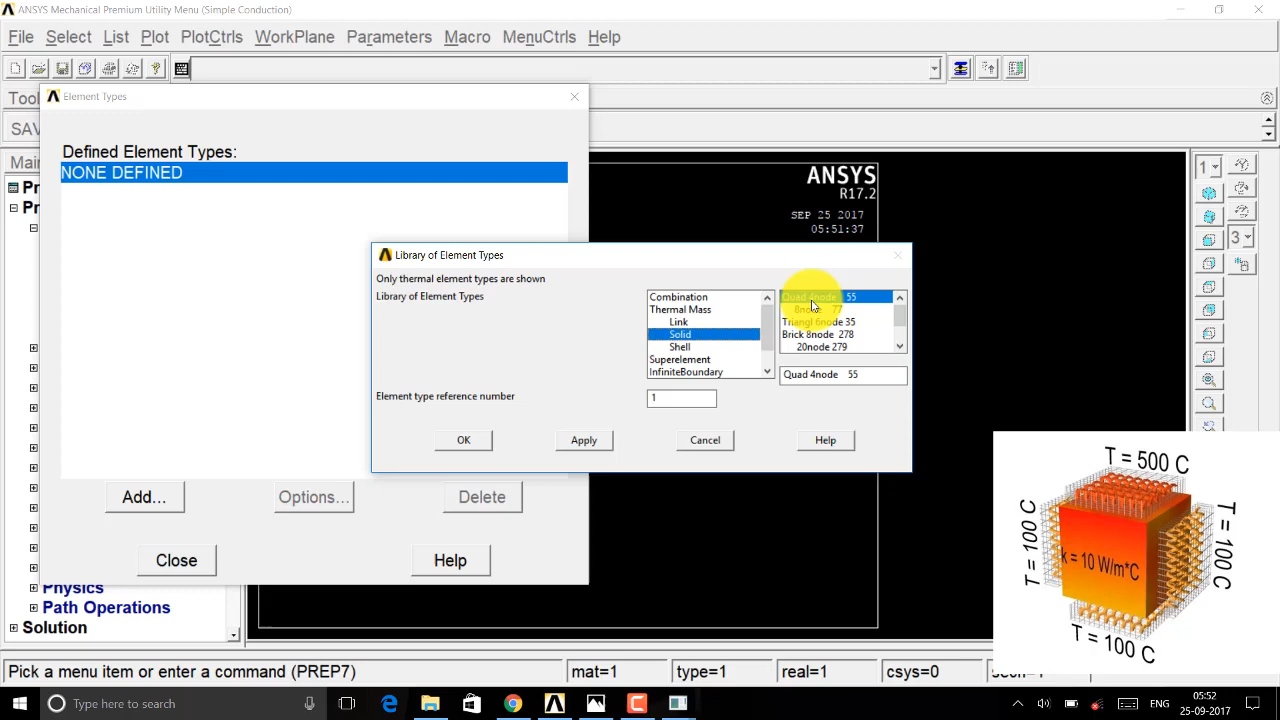 ANSYS Mechanical Premium Utility Menu (Simple Conduction)
File Select List Plot PlotCtrls WorkPlane Parameters Macro MenuCtrls Help
Element Types
Defined Element Types:
NONE DEFINED
Add... Options... Delete
Close Help
ANSYS
R17.2
SEP 25 2017
05:51:37
Library of Element Types
Only thermal element types are shown
Library of Element Types
Combination
Thermal Mass
Link
Solid
Shell
Superelement
InfiniteBoundary
Quad 4node 55
8node 77
Triangl 6node 35
Brick 8node 278
20node 279
Quad 4node 55
Element type reference number
1
OK Apply Cancel Help
1
3
Physics
Path Operations
Solution
T = 500 C
T = 100 C
T = 100 C
k = 10 W/m*C
T = 100 C
Pick a menu item or enter a command (PREP7)
mat=1
type=1
real=1
csys=0
Type here to search
ENG
05:52
25-09-2017